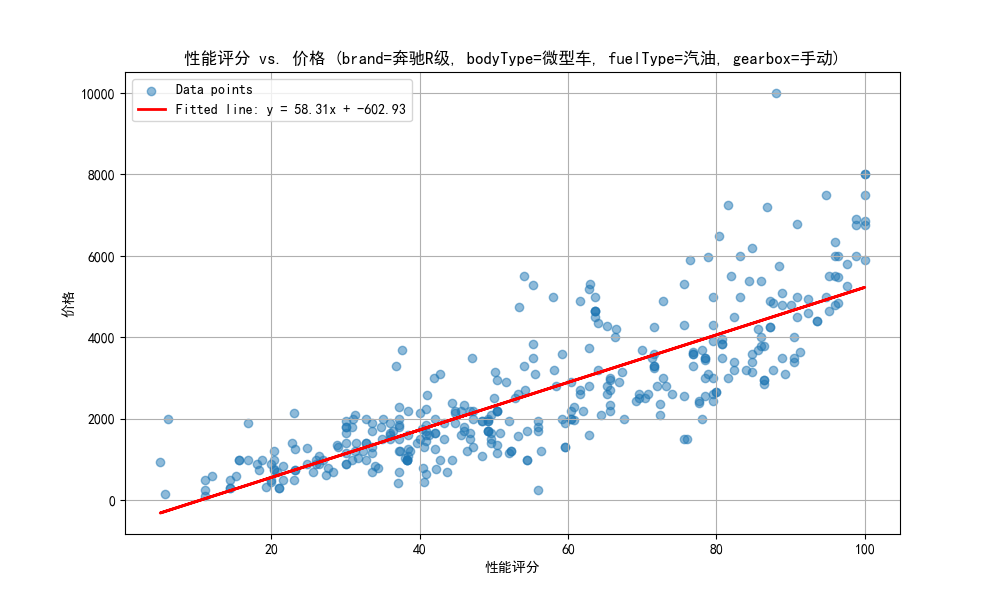 性能评分 vs. 价格 (brand=奔驰R级, bodyType=微型车, fuelType=汽油, gearbox=手动)
Data points
Fitted line: y = 58.31x + -602.93
10000
8000
6000
4000
2000
0
价格
20 40 60 80 100
性能评分